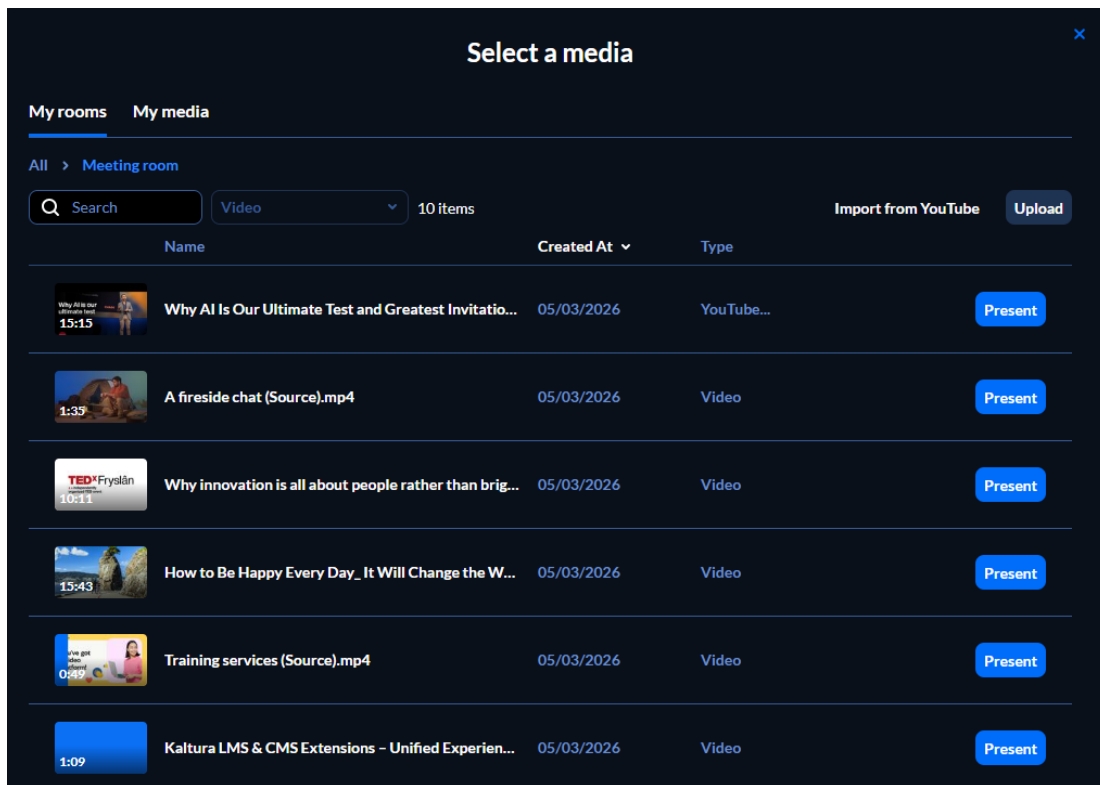 Select a media
×
My rooms My media
All > Meeting room
Search Video 10 items Import from YouTube Upload
Name Created At Type
Why AI is our
ultimate test
15:15
Why AI Is Our Ultimate Test and Greatest Invitatio... 05/03/2026 YouTube... Present
1:35
A fireside chat (Source).mp4 05/03/2026 Video Present
TEDxFryslân
10:11
Why innovation is all about people rather than brig... 05/03/2026 Video Present
15:43
How to Be Happy Every Day_ It Will Change the W... 05/03/2026 Video Present
0:49
Training services (Source).mp4 05/03/2026 Video Present
1:09
Kaltura LMS & CMS Extensions – Unified Experien... 05/03/2026 Video Present